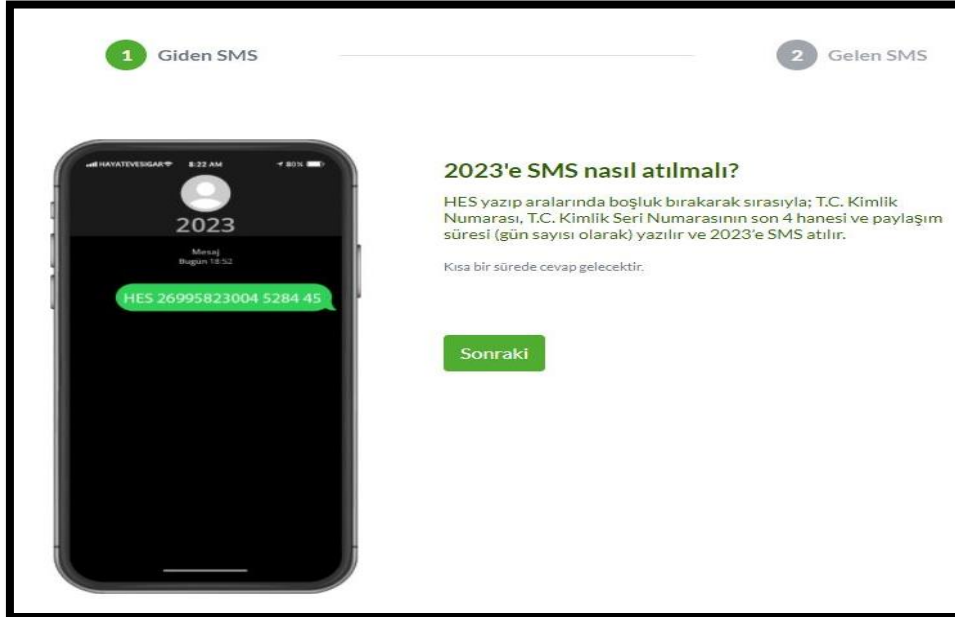 1 Giden SMS
2 Gelen SMS
HAYATEVESIGAR 8:22 AM 80%
2023
Mesaj
Bugün 18:52
HES 26995823004 5284 45
2023'e SMS nasıl atılmalı?
HES yazıp aralarında boşluk bırakarak sırasıyla; T.C. Kimlik
Numarası, T.C. Kimlik Seri Numarasının son 4 hanesi ve paylaşım
süresi (gün sayısı olarak) yazılır ve 2023'e SMS atılır.
Kısa bir sürede cevap gelecektir.
Sonraki